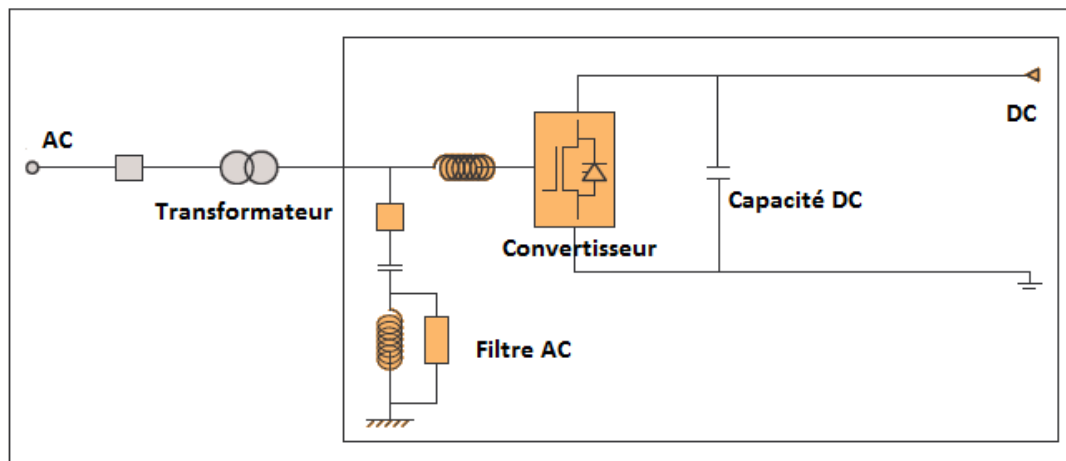 AC
DC
Transformateur
Capacité DC
Convertisseur
Filtre AC